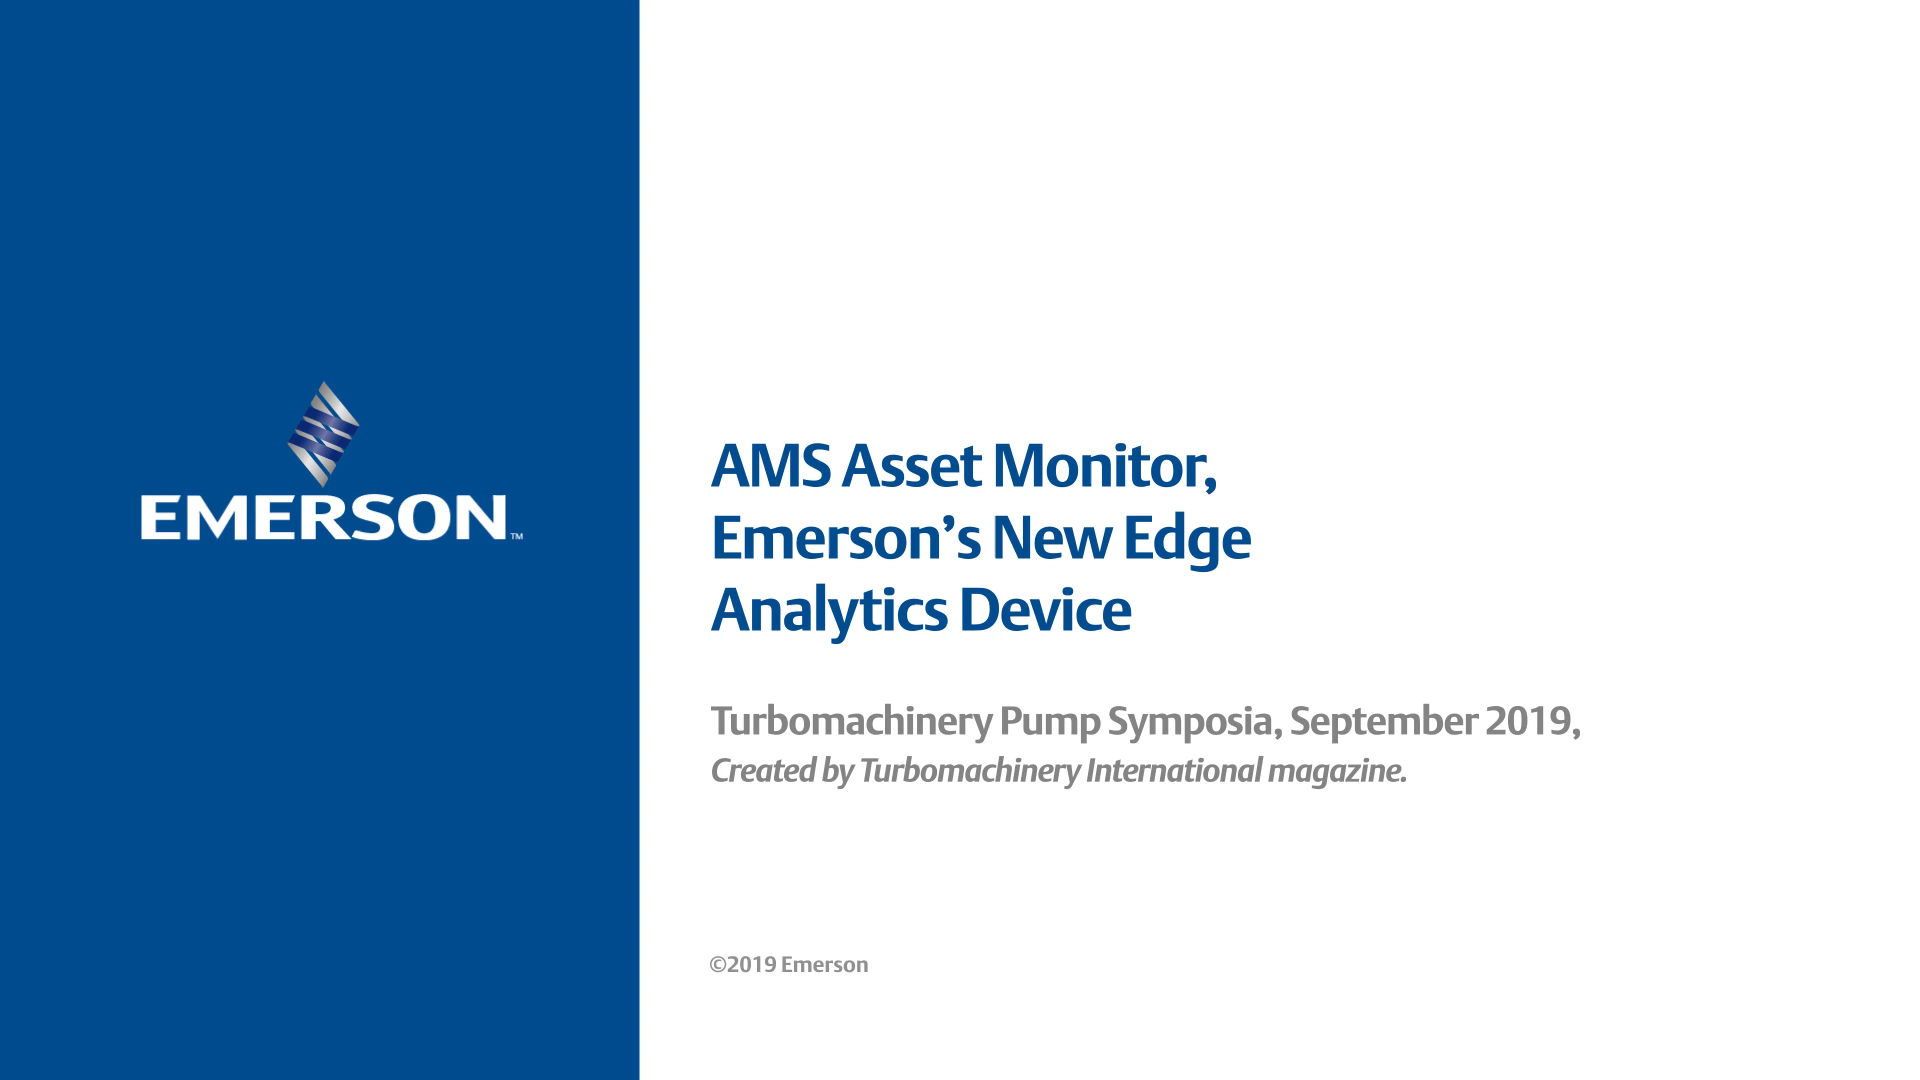 EMERSON™
AMS Asset Monitor,
Emerson’s New Edge
Analytics Device
Turbomachinery Pump Symposia, September 2019,
Created by Turbomachinery International magazine.
©2019 Emerson